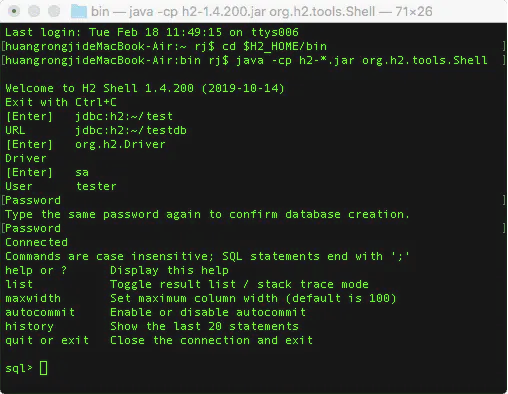 bin — java -cp h2-1.4.200.jar org.h2.tools.Shell — 71×26
Last login: Tue Feb 18 11:49:15 on ttys006
[huangrongjideMacBook-Air:~ rj$ cd $H2_HOME/bin ]
[huangrongjideMacBook-Air:bin rj$ java -cp h2-*.jar org.h2.tools.Shell ]
Welcome to H2 Shell 1.4.200 (2019-10-14)
Exit with Ctrl+C
[Enter]   jdbc:h2:~/test
URL       jdbc:h2:~/testdb
[Enter]   org.h2.Driver
Driver
[Enter]   sa
User      tester
[Password ]
Type the same password again to confirm database creation.
[Password ]
Connected
Commands are case insensitive; SQL statements end with ';'
help or ?      Display this help
list           Toggle result list / stack trace mode
maxwidth       Set maximum column width (default is 100)
autocommit     Enable or disable autocommit
history        Show the last 20 statements
quit or exit   Close the connection and exit
sql>